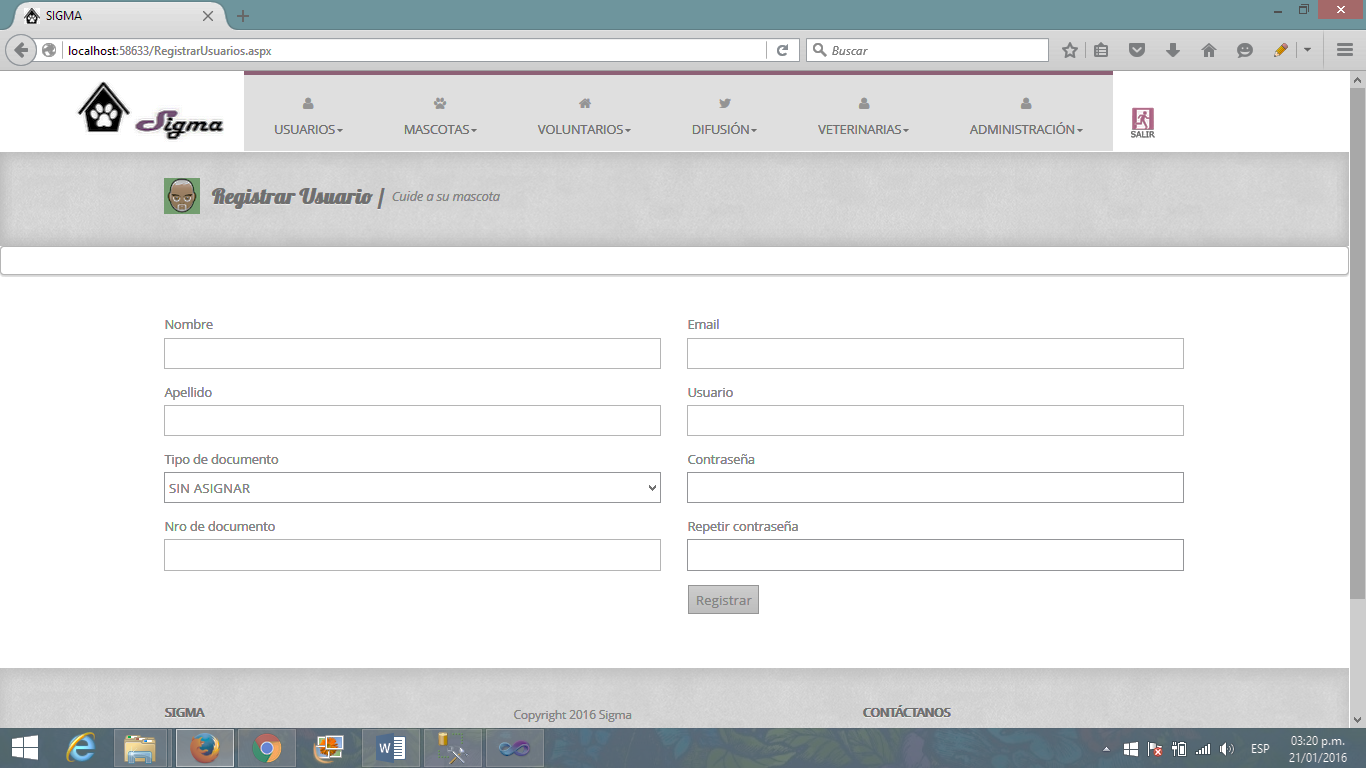 SIGMA
localhost:58633/RegistrarUsuarios.aspx
Buscar
Sigma
USUARIOS
MASCOTAS
VOLUNTARIOS
DIFUSIÓN
VETERINARIAS
ADMINISTRACIÓN
SALIR
Registrar Usuario | Cuide a su mascota
Nombre
Email
Apellido
Usuario
Tipo de documento
Contraseña
SIN ASIGNAR
Nro de documento
Repetir contraseña
Registrar
SIGMA
Copyright 2016 Sigma
CONTÁCTANOS
ESP
03:20 p.m.
21/01/2016